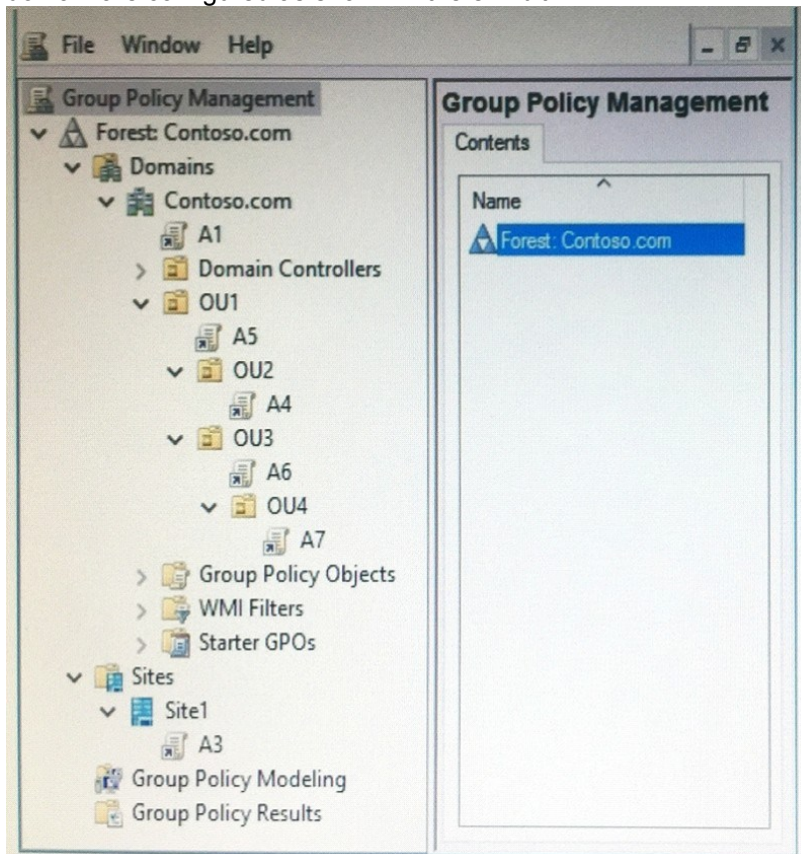 File Window Help
Group Policy Management
Forest: Contoso.com
Domains
Contoso.com
A1
Domain Controllers
OU1
A5
OU2
A4
OU3
A6
OU4
A7
Group Policy Objects
WMI Filters
Starter GPOs
Sites
Site1
A3
Group Policy Modeling
Group Policy Results
Group Policy Management
Contents
Name
Forest: Contoso.com